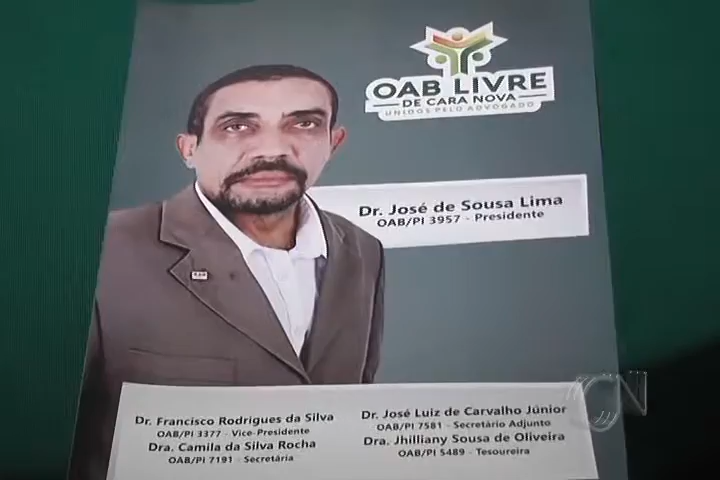 OAB LIVRE
DE CARA NOVA
UNIDOS PELO ADVOGADO
Dr. José de Sousa Lima
OAB/PI 3957 - Presidente
Dr. Francisco Rodrigues da Silva
OAB/PI 3377 - Vice-Presidente
Dra. Camila da Silva Rocha
OAB/PI 7191 - Secretária
Dr. José Luiz de Carvalho Júnior
OAB/PI 7581 - Secretário Adjunto
Dra. Jhilliany Sousa de Oliveira
OAB/PI 5489 - Tesoureira
CN